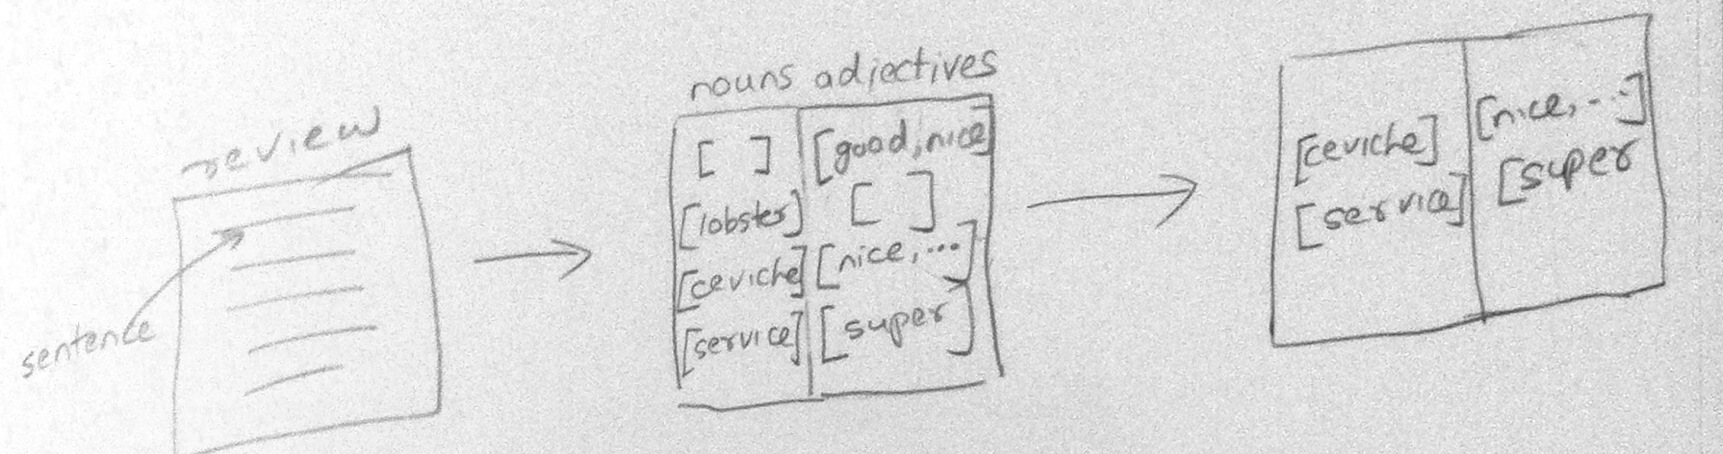 review
sentence
nouns adjectives
[ ] [good, nice]
[lobster] [ ]
[ceviche] [nice, ...]
[service] [super]
[ceviche] [nice, ...]
[service] [super